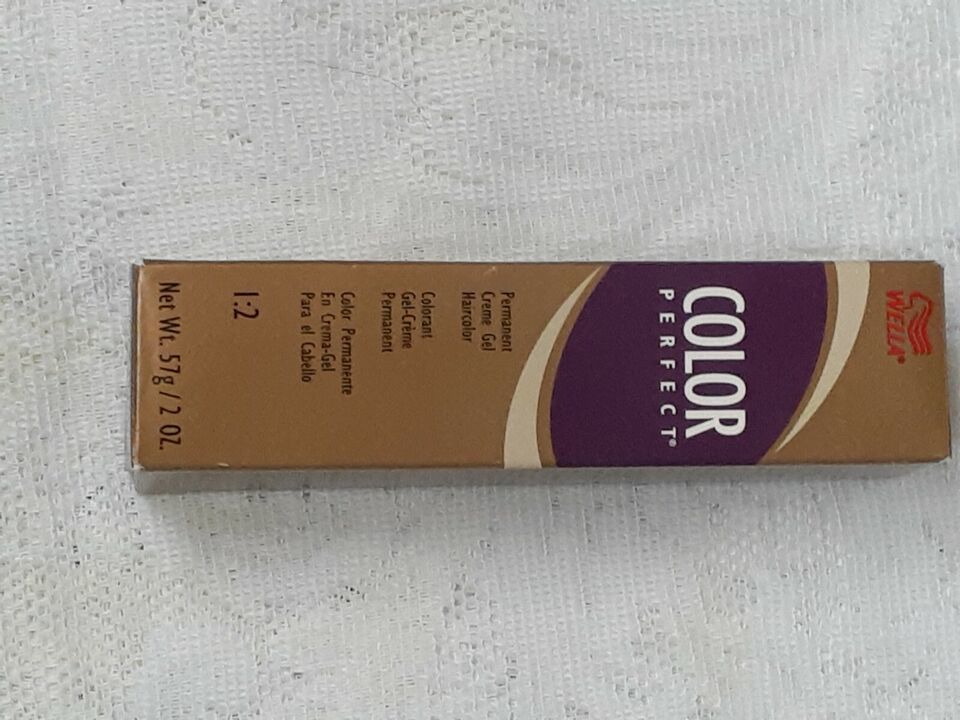 WELLA®
COLOR
PERFECT®
Permanent
Creme Gel
Haircolor
Colorant
Gel-Crème
Permanent
Color Permanente
En Crema-Gel
Para el Cabello
1:2
Net Wt. 57g / 2 OZ.